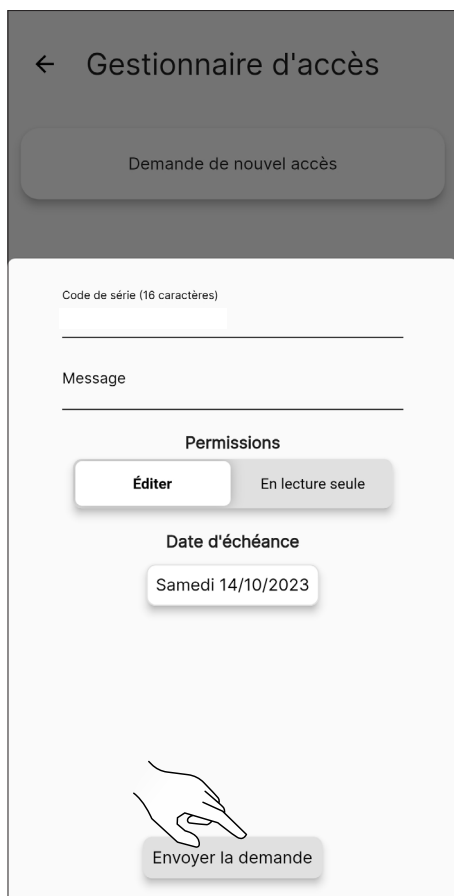 Gestionnaire d'accès
Demande de nouvel accès
Code de série (16 caractères)
Message
Permissions
Éditer
En lecture seule
Date d'échéance
Samedi 14/10/2023
Envoyer la demande